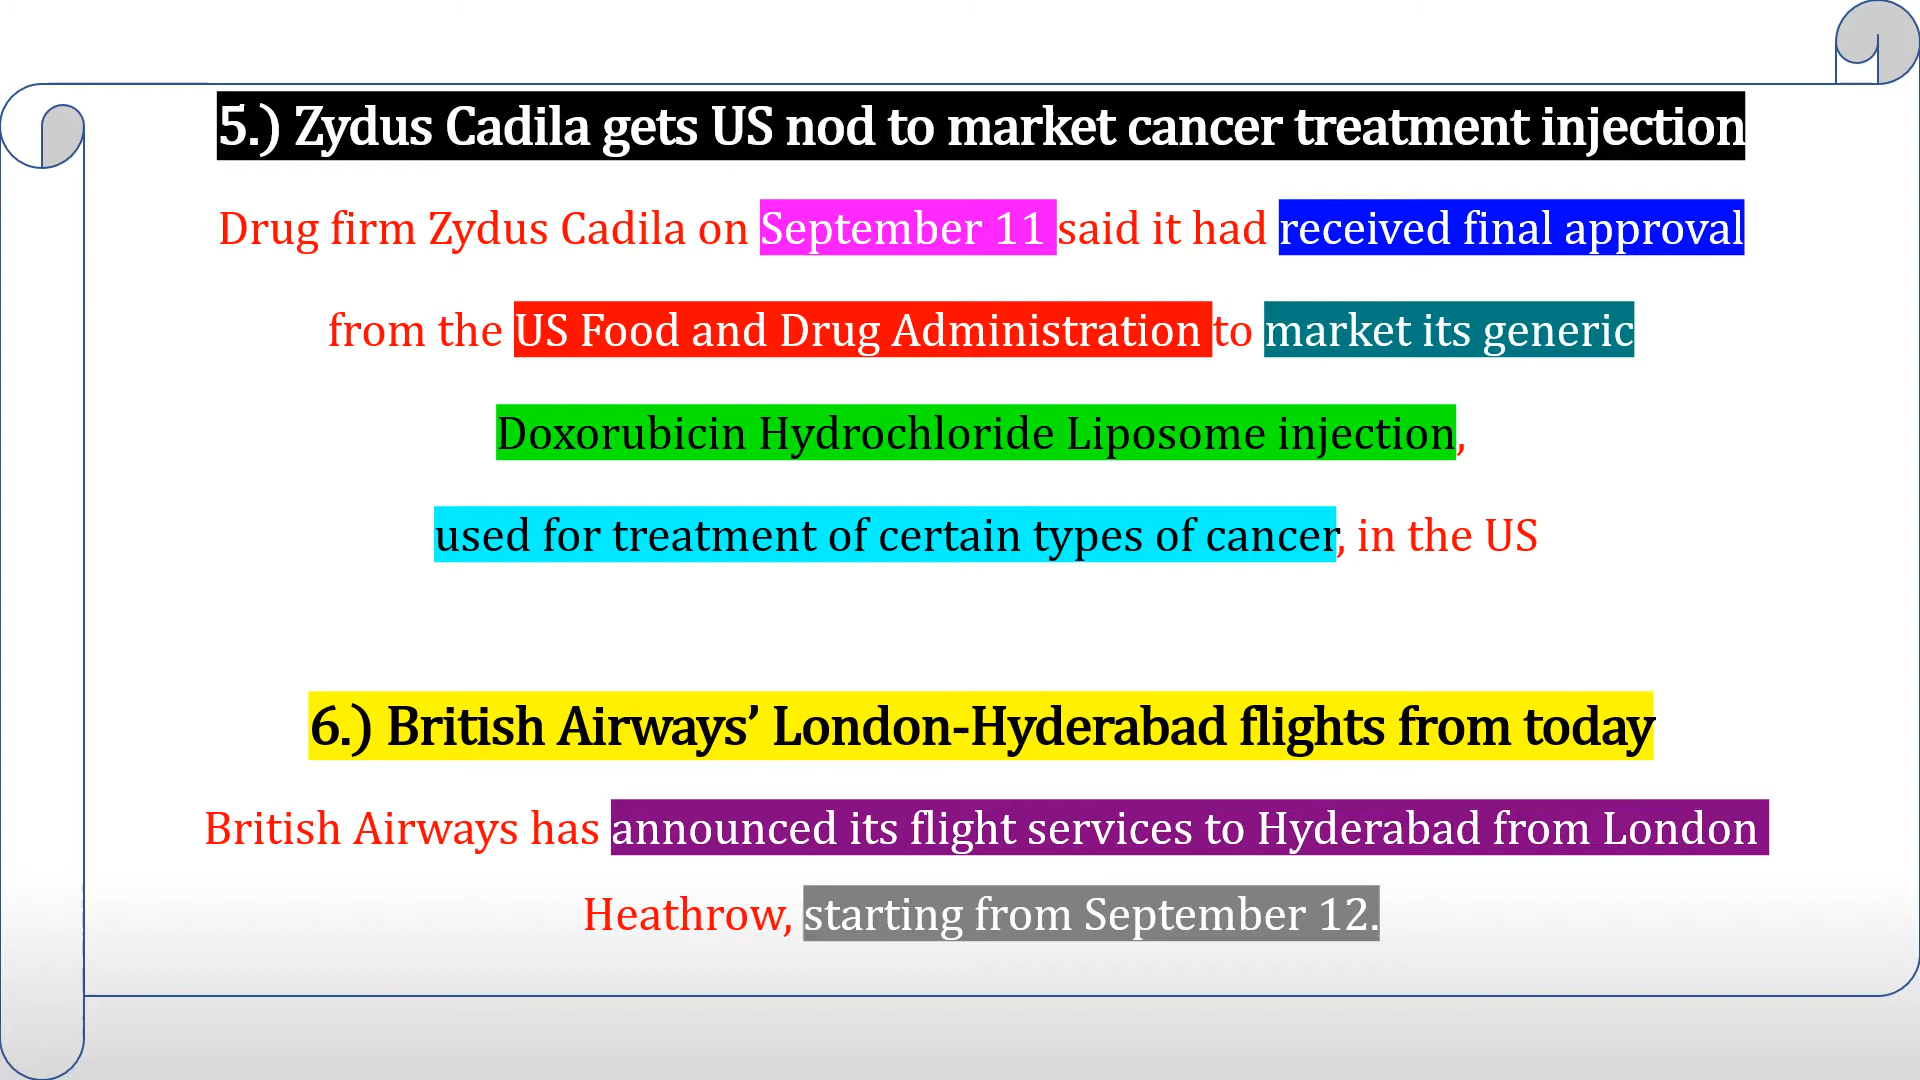 5.) Zydus Cadila gets US nod to market cancer treatment injection
Drug firm Zydus Cadila on September 11 said it had received final approval
from the US Food and Drug Administration to market its generic
Doxorubicin Hydrochloride Liposome injection,
used for treatment of certain types of cancer, in the US
6.) British Airways’ London-Hyderabad flights from today
British Airways has announced its flight services to Hyderabad from London
Heathrow, starting from September 12.